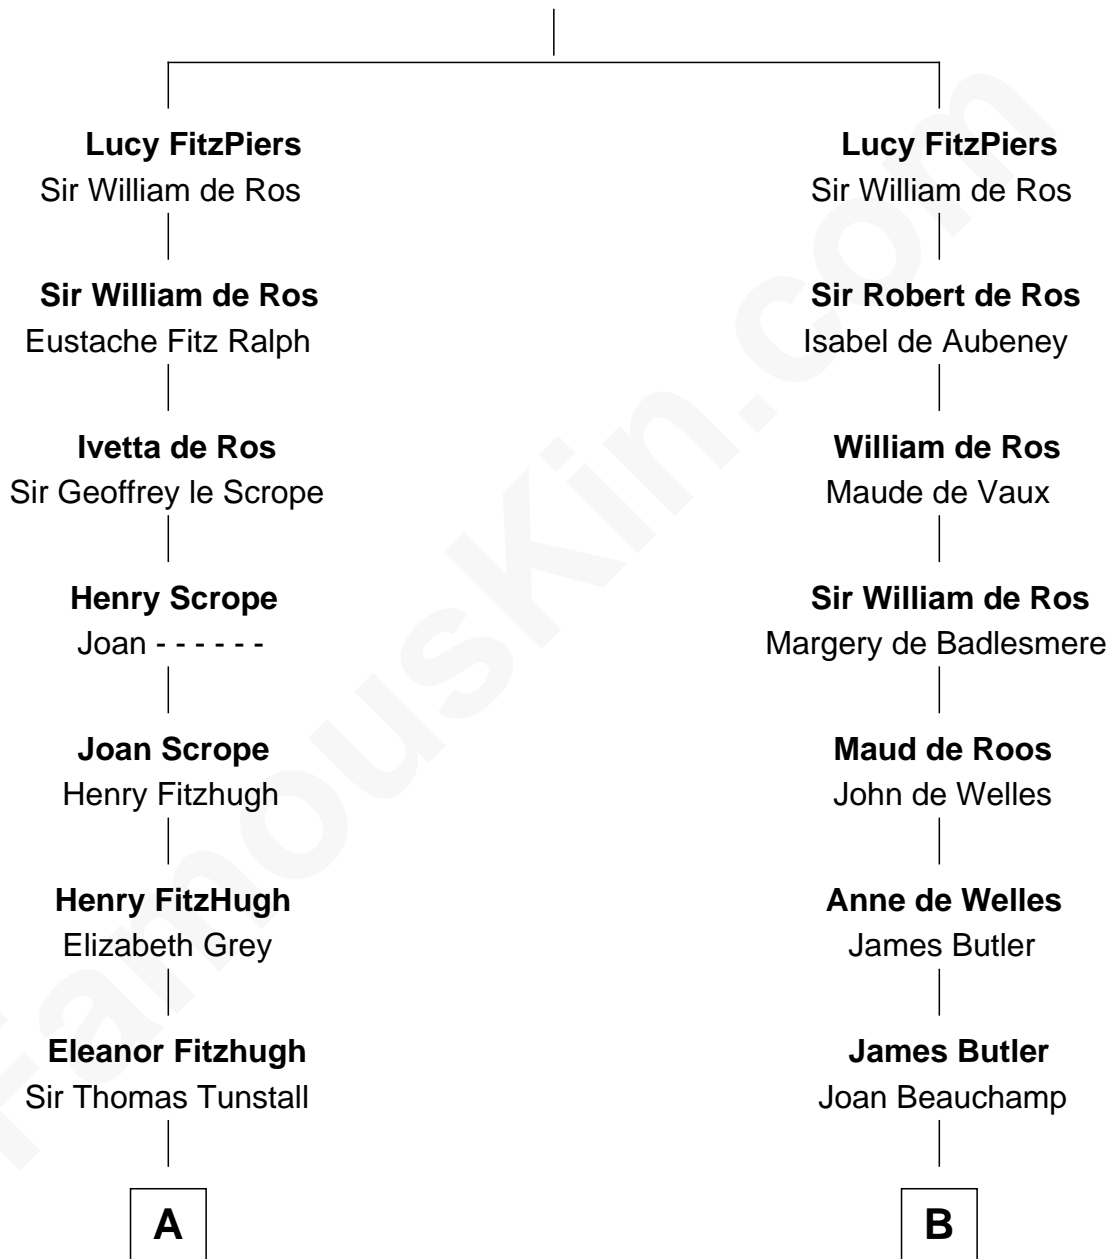 Lucy FitzPiers
Sir William de Ros
Sir William de Ros
Eustache Fitz Ralph
Ivetta de Ros
Sir Geoffrey le Scrope
Henry Scrope
Joan - - - - - -
Joan Scrope
Henry Fitzhugh
Henry FitzHugh
Elizabeth Grey
Eleanor Fitzhugh
Sir Thomas Tunstall
A
Lucy FitzPiers
Sir William de Ros
Sir Robert de Ros
Isabel de Aubeney
William de Ros
Maude de Vaux
Sir William de Ros
Margery de Badlesmere
Maud de Roos
John de Welles
Anne de Welles
James Butler
James Butler
Joan Beauchamp
B
FamousKin.com